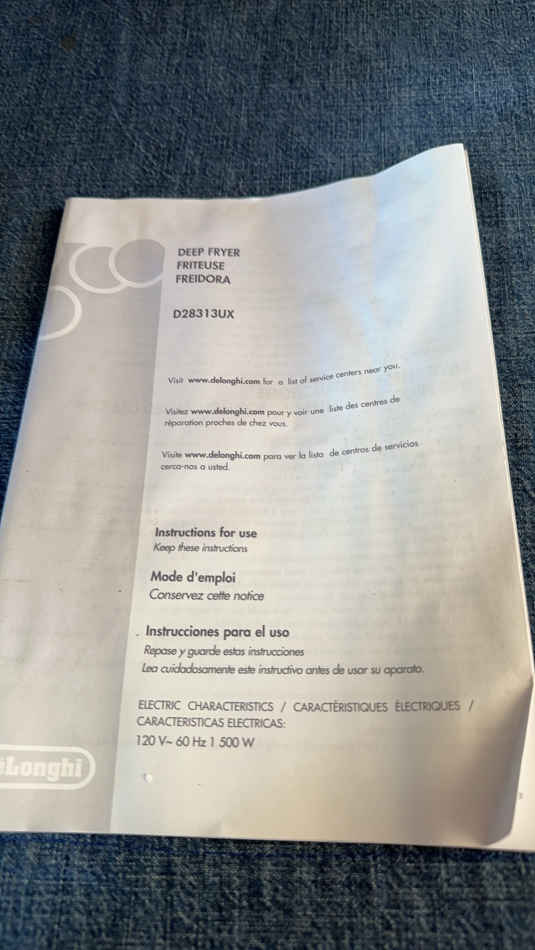 DEEP FRYER
FRITEUSE
FREIDORA
D28313UX
Visit www.delonghi.com for a list of service centers near you.
Visitez www.delonghi.com pour y voir une liste des centres de
réparation proches de chez vous.
Visite www.delonghi.com para ver la lista de centros de servicios
cerca-nos a usted.
Instructions for use
Keep these instructions
Mode d'emploi
Conservez cette notice
Instrucciones para el uso
Repase y guarde estas instrucciones
Lea cuidadosamente este instructivo antes de usar su aparato.
ELECTRIC CHARACTERISTICS / CARACTÉRISTIQUES ÉLECTRIQUES /
CARACTERISTICAS ELECTRICAS:
120 V~ 60 Hz 1 500 W
eLonghi